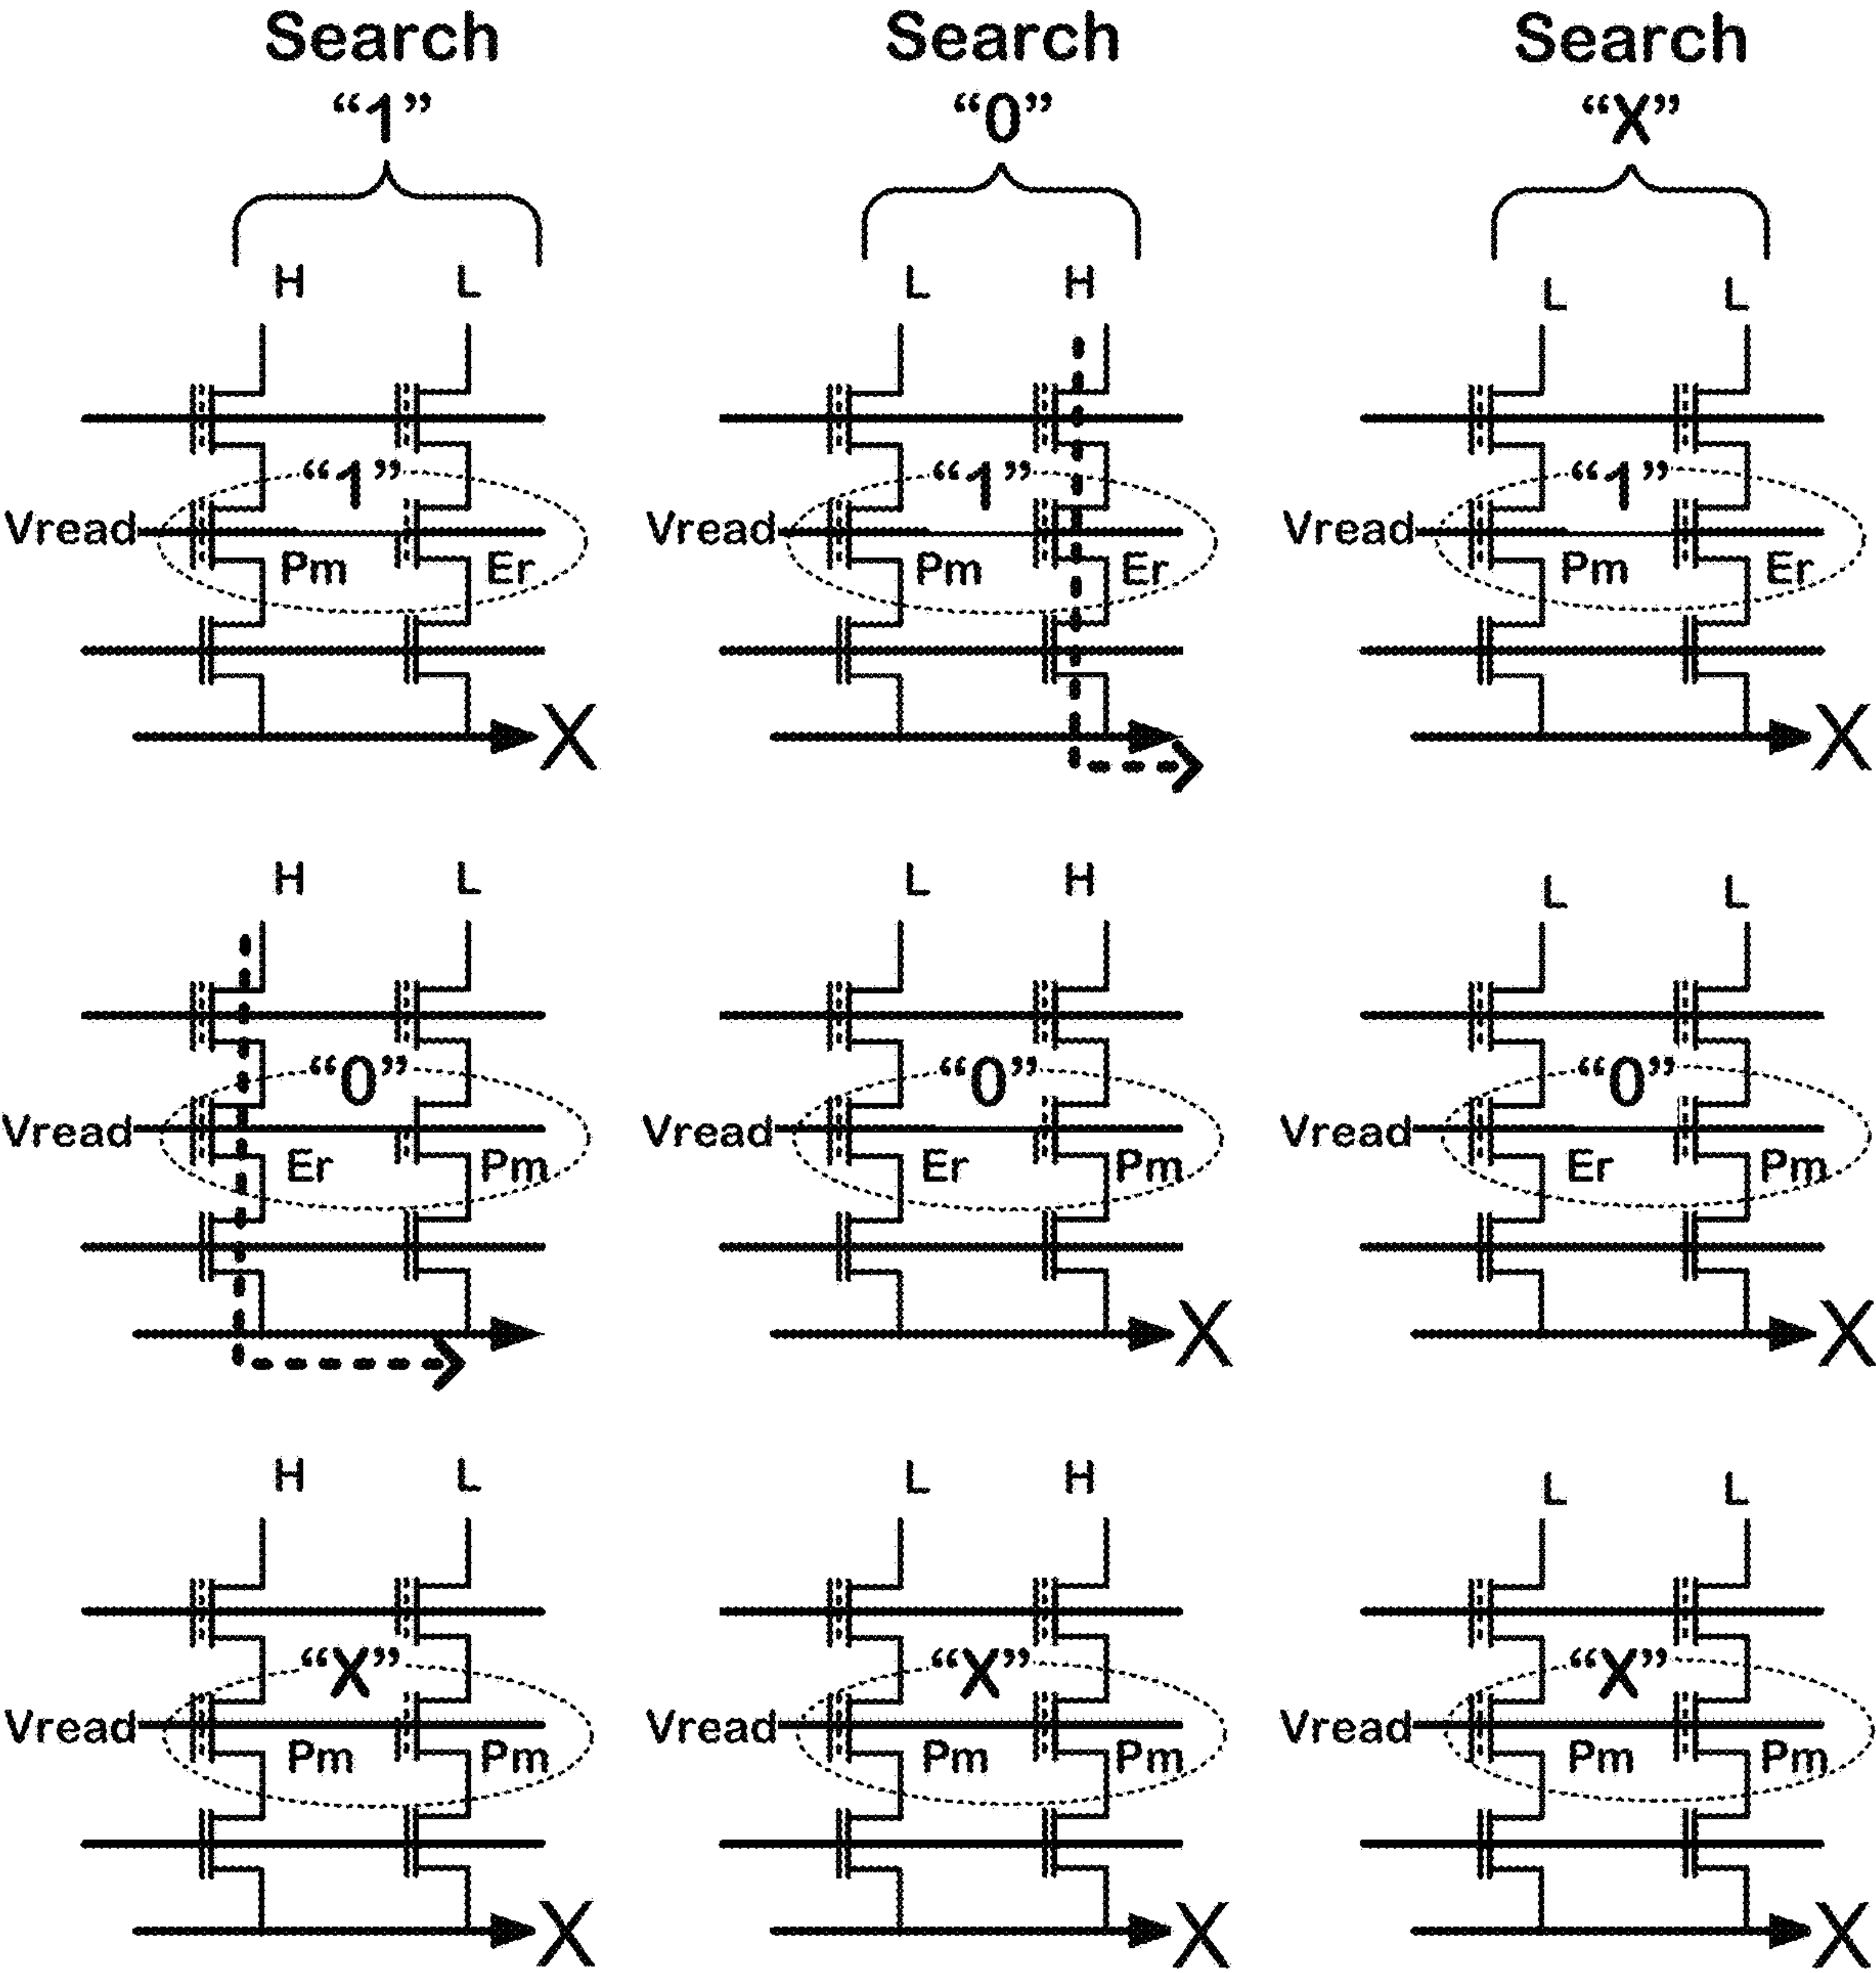 Search Search Search
“1” “0” “X”
H L L H L L
“1” “1” “1”
Vread Vread Vread
Pm Er Pm Er Pm Er
X X
H L L H L L
“0” “0” “0”
Vread Vread Vread
Er Pm Er Pm Er Pm
X X
H L L H L L
“X” “X” “X”
Vread Vread Vread
Pm Pm Pm Pm Pm Pm
X X X